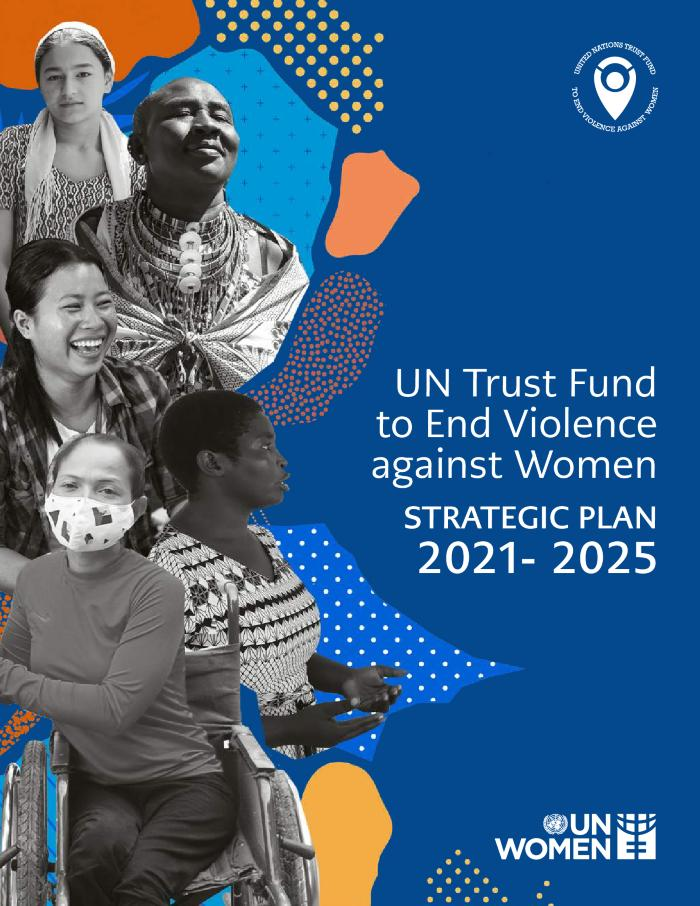 UNITED NATIONS TRUST FUND
TO END VIOLENCE AGAINST WOMEN
UN Trust Fund
to End Violence
against Women
STRATEGIC PLAN
2021- 2025
UN
WOMEN